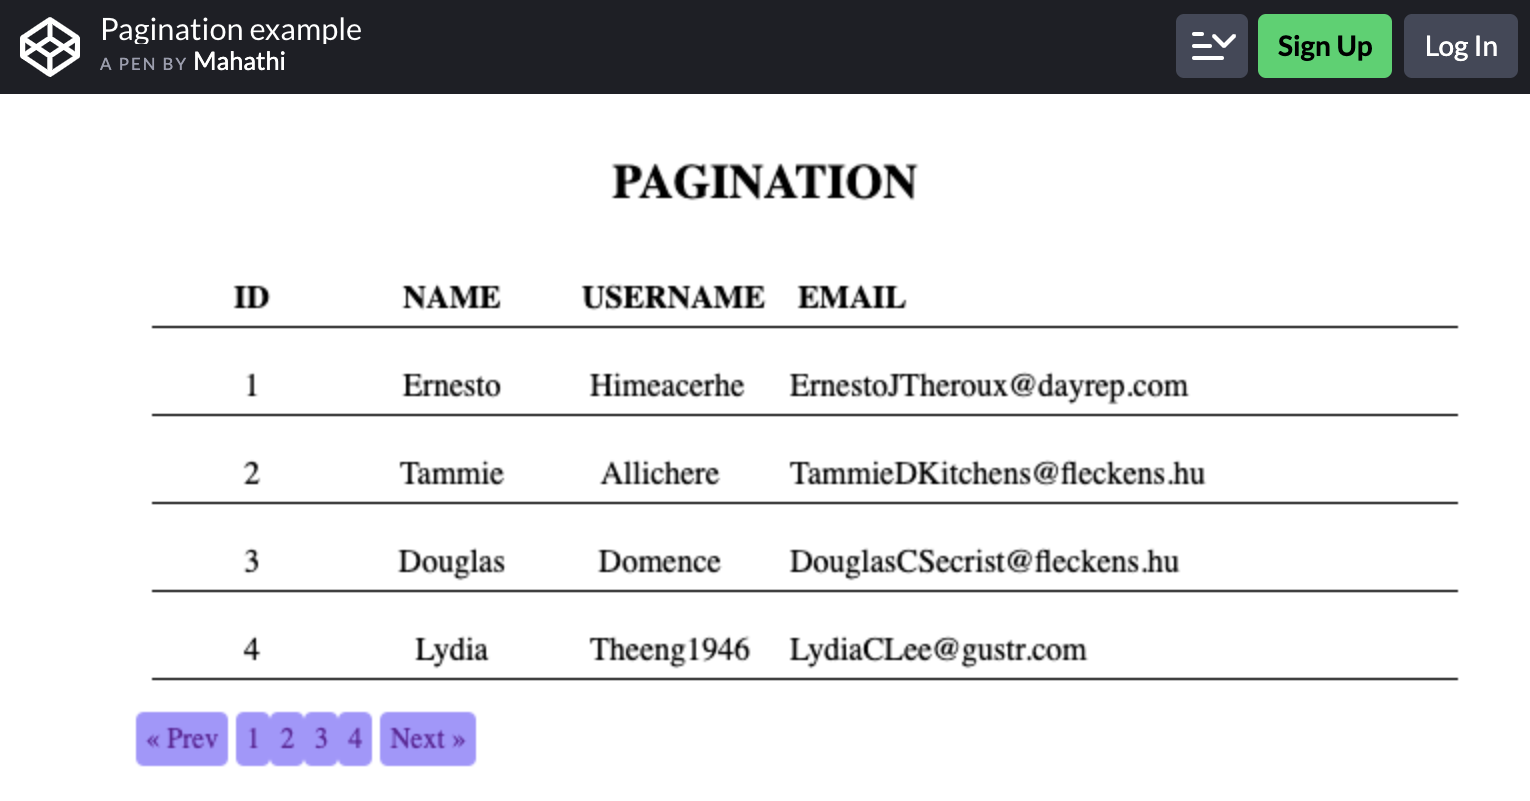 Pagination example
A PEN BY Mahathi
Sign Up
Log In
PAGINATION
ID NAME USERNAME EMAIL
1 Ernesto Himeacerhe ErnestoJTheroux@dayrep.com
2 Tammie Allichere TammieDKitchens@fleckens.hu
3 Douglas Domence DouglasCSecrist@fleckens.hu
4 Lydia Theeng1946 LydiaCLee@gustr.com
« Prev 1 2 3 4 Next »